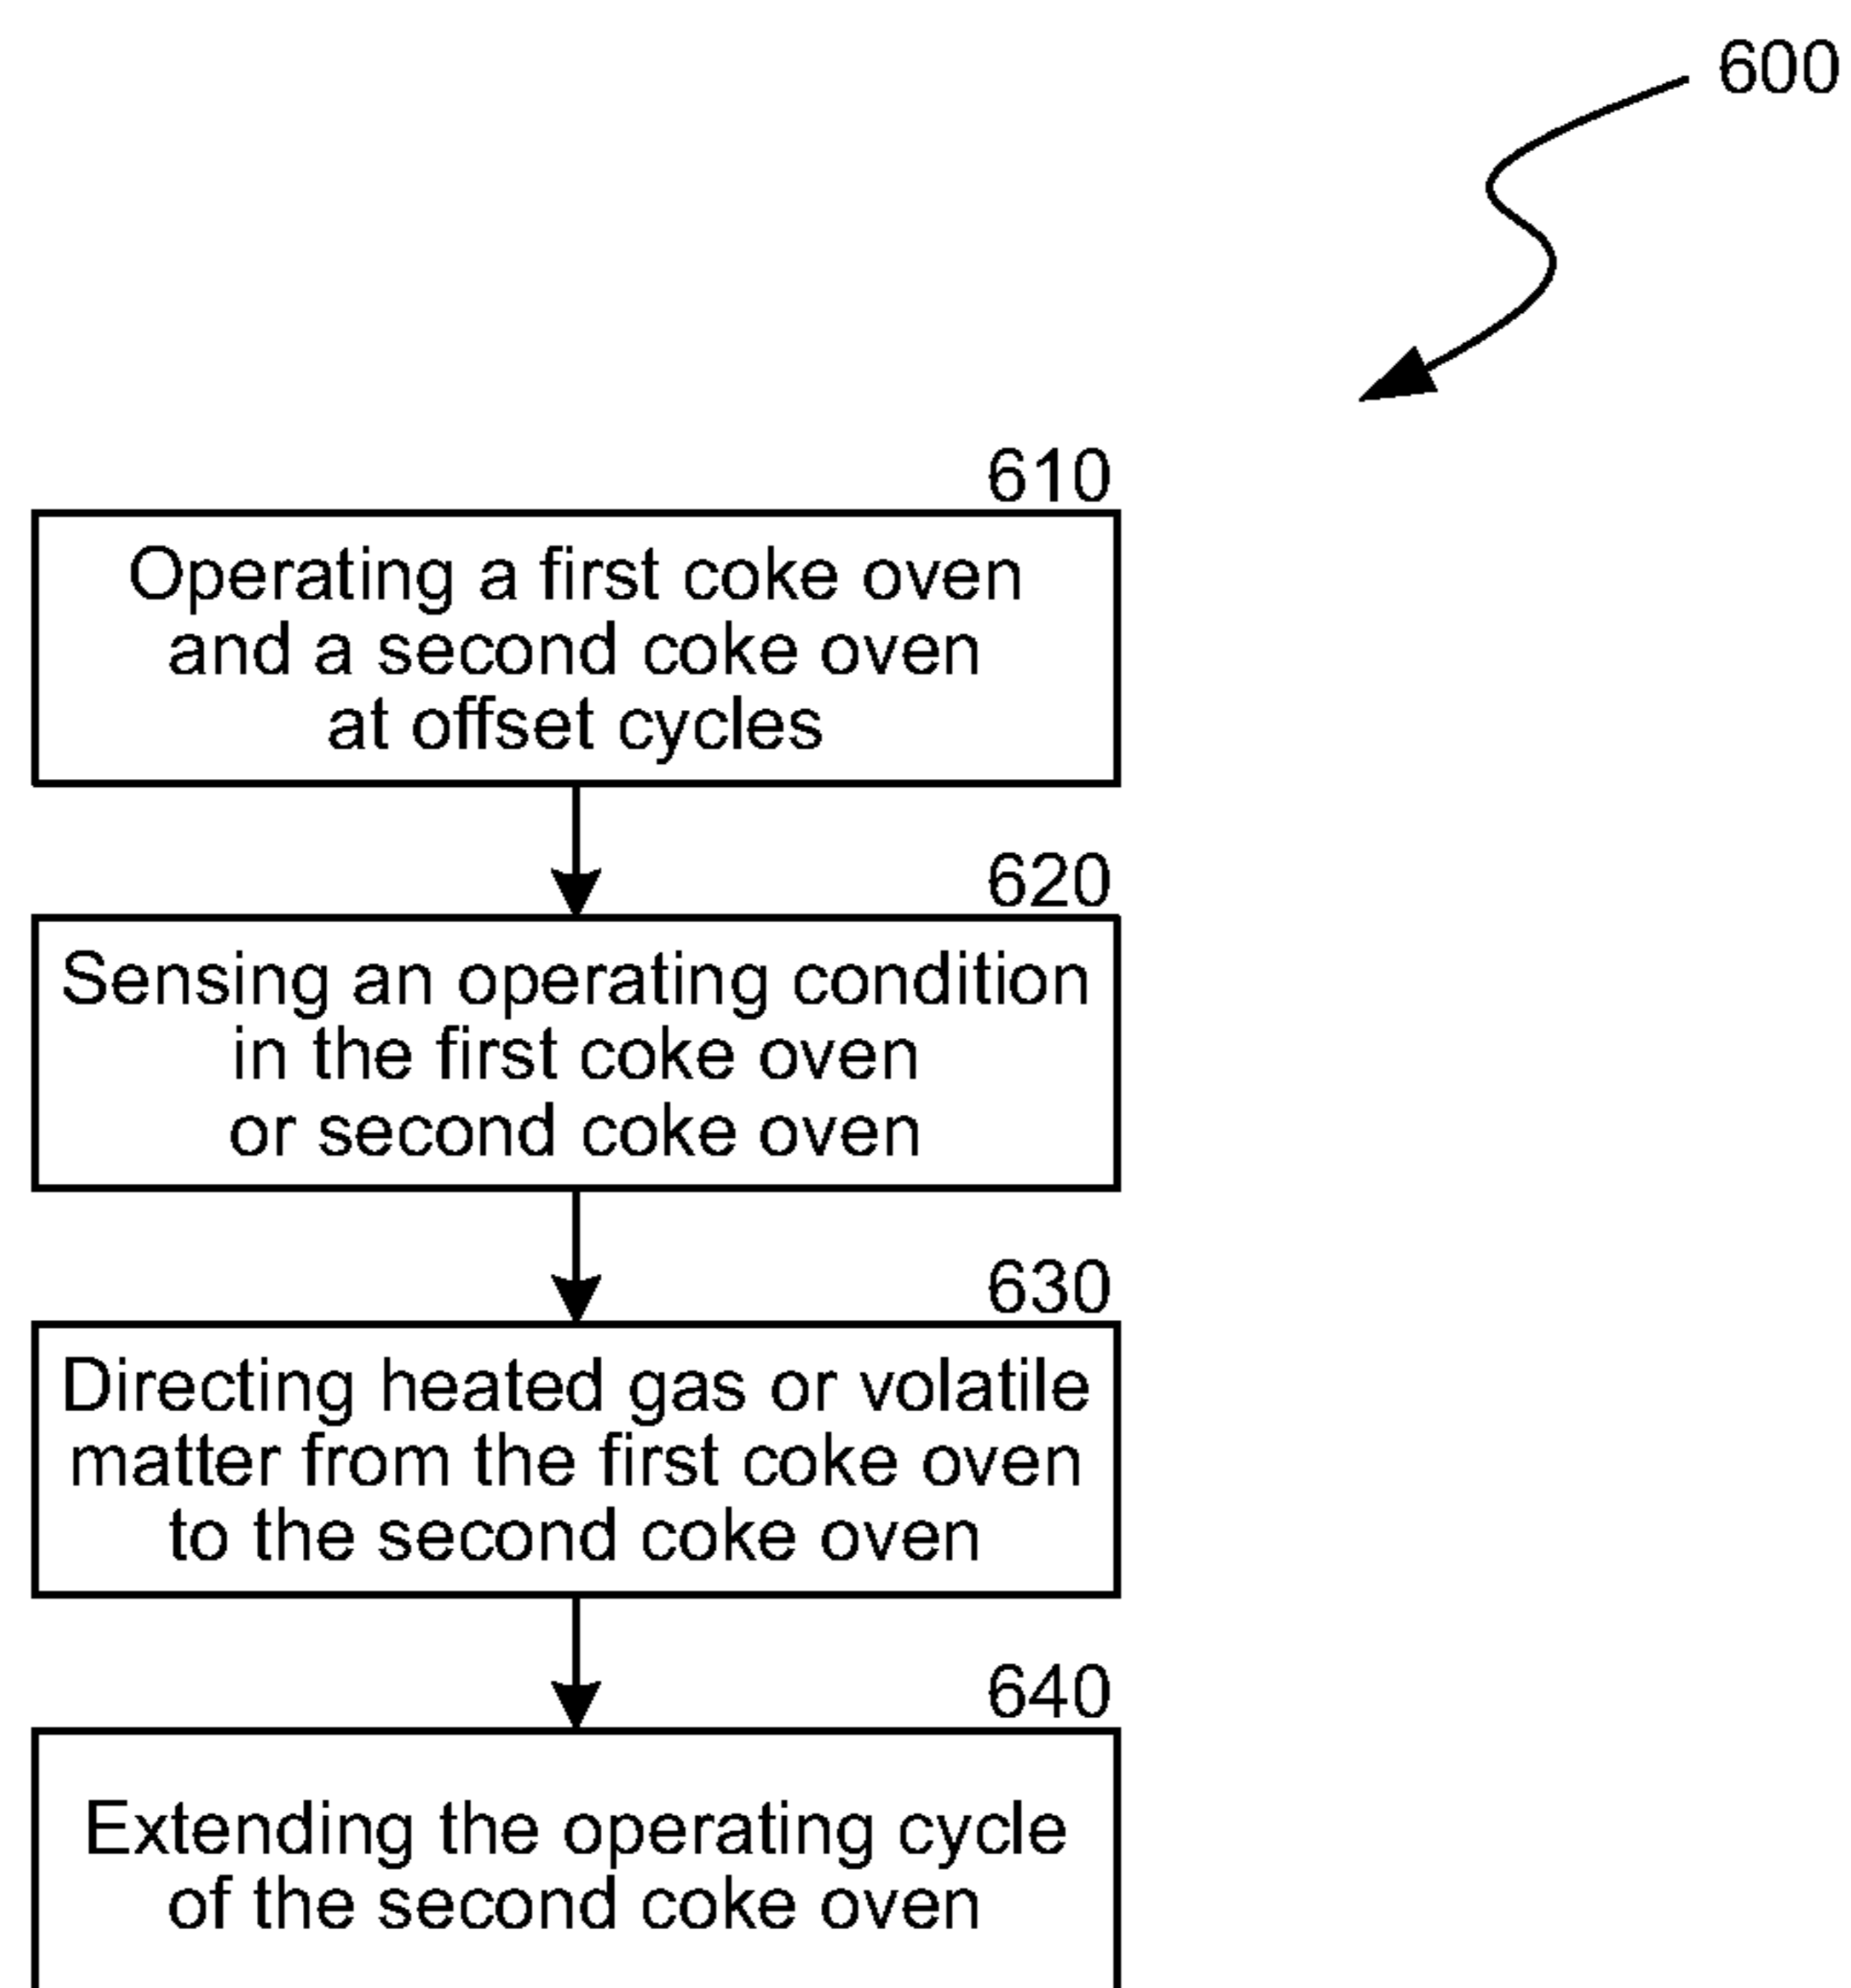 600
610
Operating a first coke oven
and a second coke oven
at offset cycles
620
Sensing an operating condition
in the first coke oven
or second coke oven
630
Directing heated gas or volatile
matter from the first coke oven
to the second coke oven
640
Extending the operating cycle
of the second coke oven